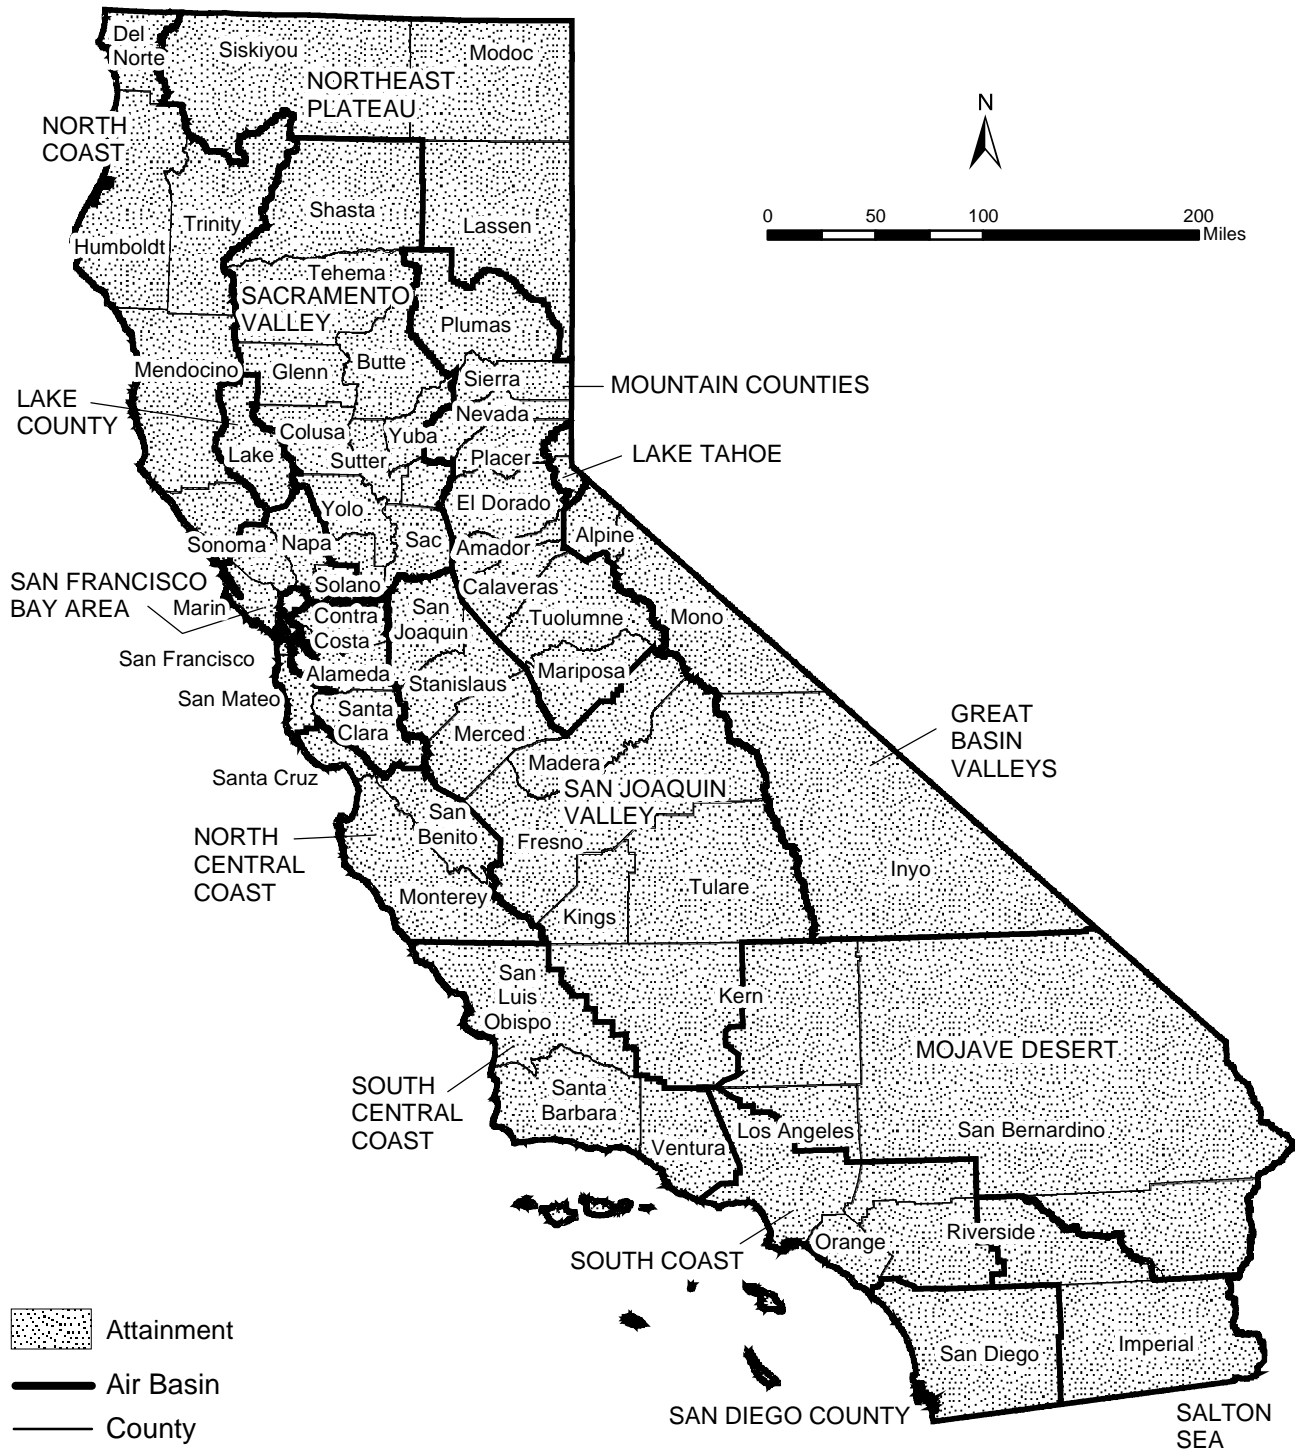 Del
Norte
Siskiyou
Modoc
NORTHEAST
PLATEAU
N
NORTH
COAST
0 50 100 200
Miles
Shasta
Trinity
Lassen
Humboldt
Tehema
SACRAMENTO
VALLEY
Plumas
Butte
Mendocino
Glenn
Sierra
MOUNTAIN COUNTIES
LAKE
COUNTY
Nevada
Colusa
Yuba
Lake
Sutter
Placer
LAKE TAHOE
Yolo
El Dorado
Sonoma
Napa
Sac
Amador
Alpine
SAN FRANCISCO
BAY AREA
Solano
Calaveras
Marin
Contra
Costa
San
Joaquin
Tuolumne
Mono
San Francisco
Alameda
Stanislaus
Mariposa
San Mateo
Santa
Clara
Merced
GREAT
BASIN
VALLEYS
Santa Cruz
Madera
SAN JOAQUIN
VALLEY
San
Benito
NORTH
CENTRAL
COAST
Fresno
Inyo
Monterey
Tulare
Kings
San
Luis
Obispo
Kern
MOJAVE DESERT
SOUTH
CENTRAL
COAST
Santa
Barbara
Ventura
Los Angeles
San Bernardino
Orange
Riverside
SOUTH COAST
Attainment
San Diego
Imperial
Air Basin
SAN DIEGO COUNTY
SALTON
SEA
County